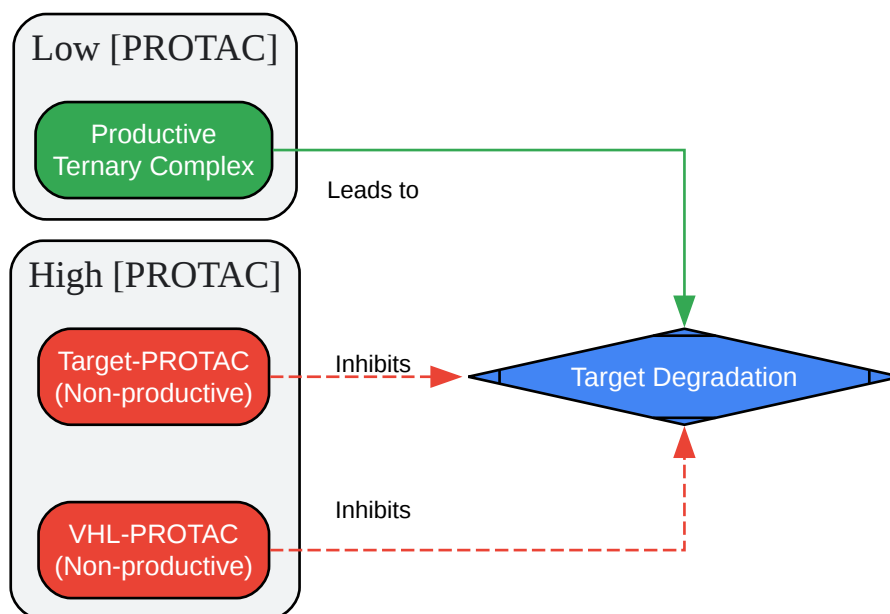 Low [PROTAC]
Productive
Ternary Complex
Leads to
High [PROTAC]
Target-PROTAC
(Non-productive)
Inhibits
Target Degradation
VHL-PROTAC
(Non-productive)
Inhibits